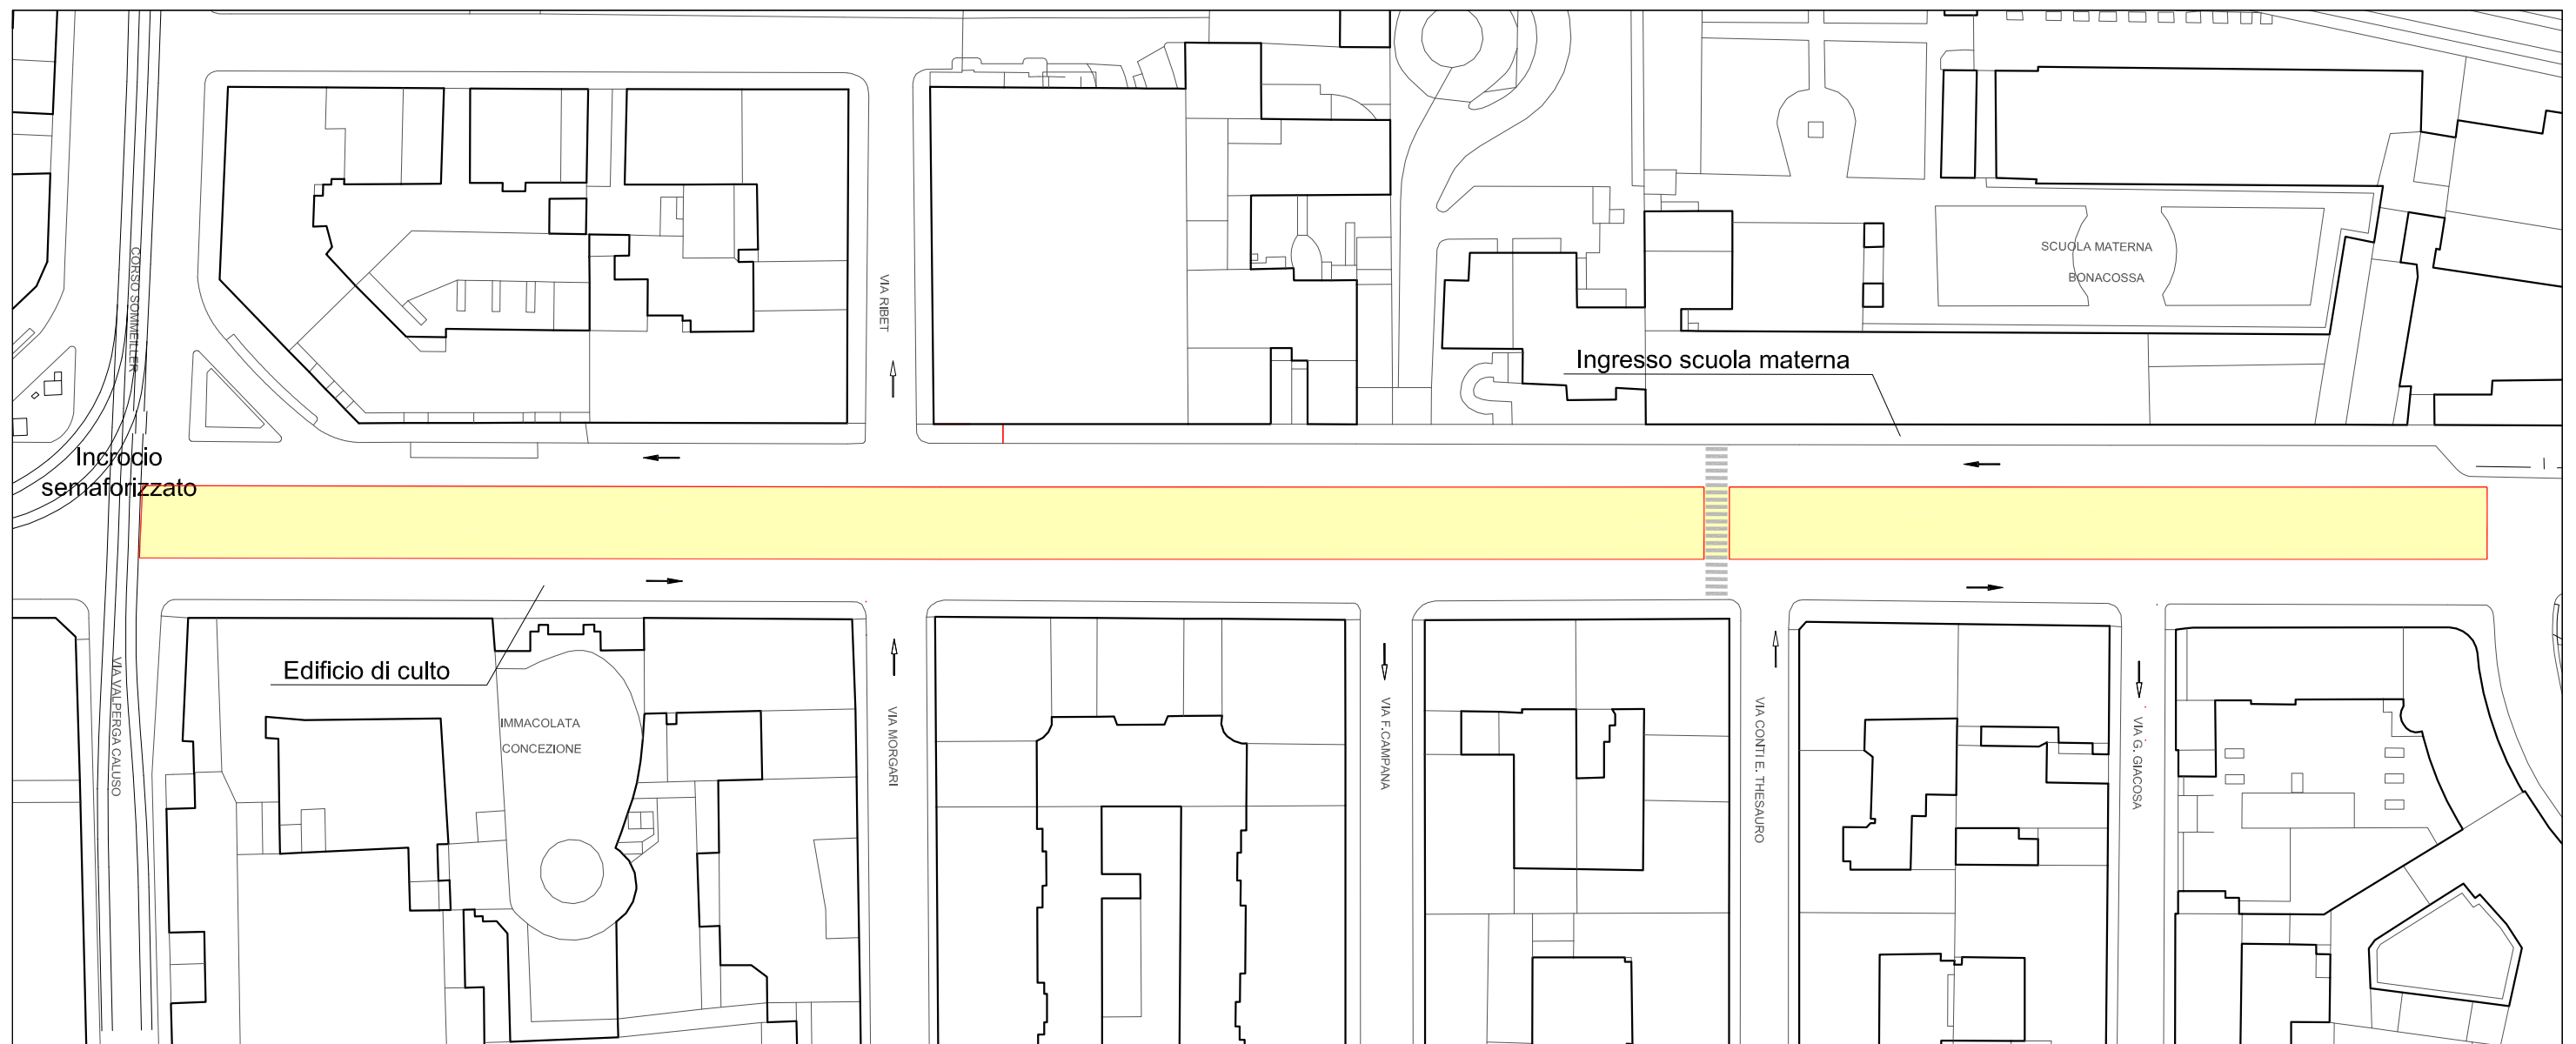 CORSO SOMMEILLER
VIA RIBET
SCUOLA MATERNA
BONACOSSA
Ingresso scuola materna
Incrocio
semaforizzato
Edificio di culto
IMMACOLATA
CONCEZIONE
VIA VALPERGA CALUSO
VIA MORGARI
VIA F.CAMPANA
VIA CONTI E. THESAURO
VIA G. GIACOSA